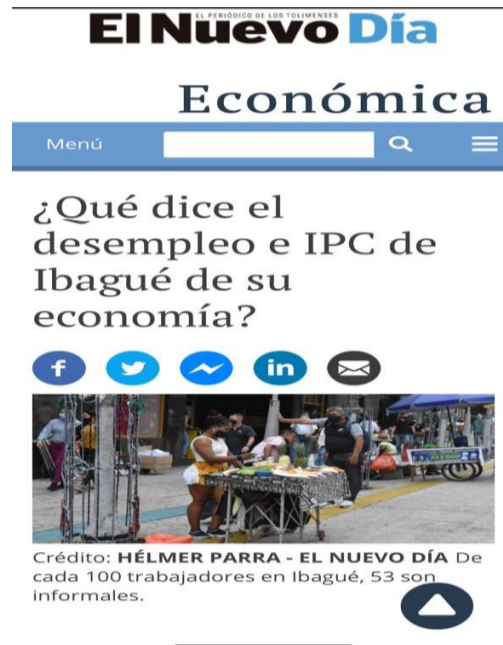 EL PERIÓDICO DE LOS TOLIMENSES
El Nuevo Día
Económica
Menú
¿Qué dice el
desempleo e IPC de
Ibagué de su
economía?
f in
Crédito: HÉLMER PARRA - EL NUEVO DÍA De
cada 100 trabajadores en Ibagué, 53 son
informales.